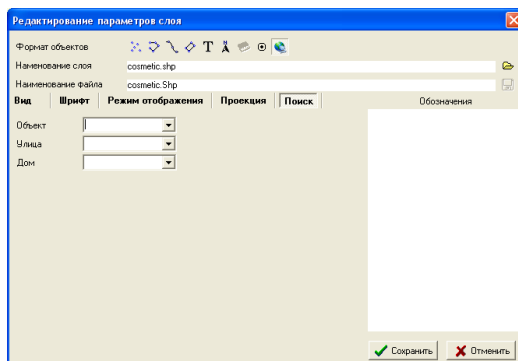 Редактирование параметров слоя
Формат объектов T
Наменование слоя cosmetic.shp
Наименование файла cosmetic.Shp
Вид Шрифт Режим отображения Проекция Поиск Обозначения
Объект
Улица
Дом
Сохранить Отменить